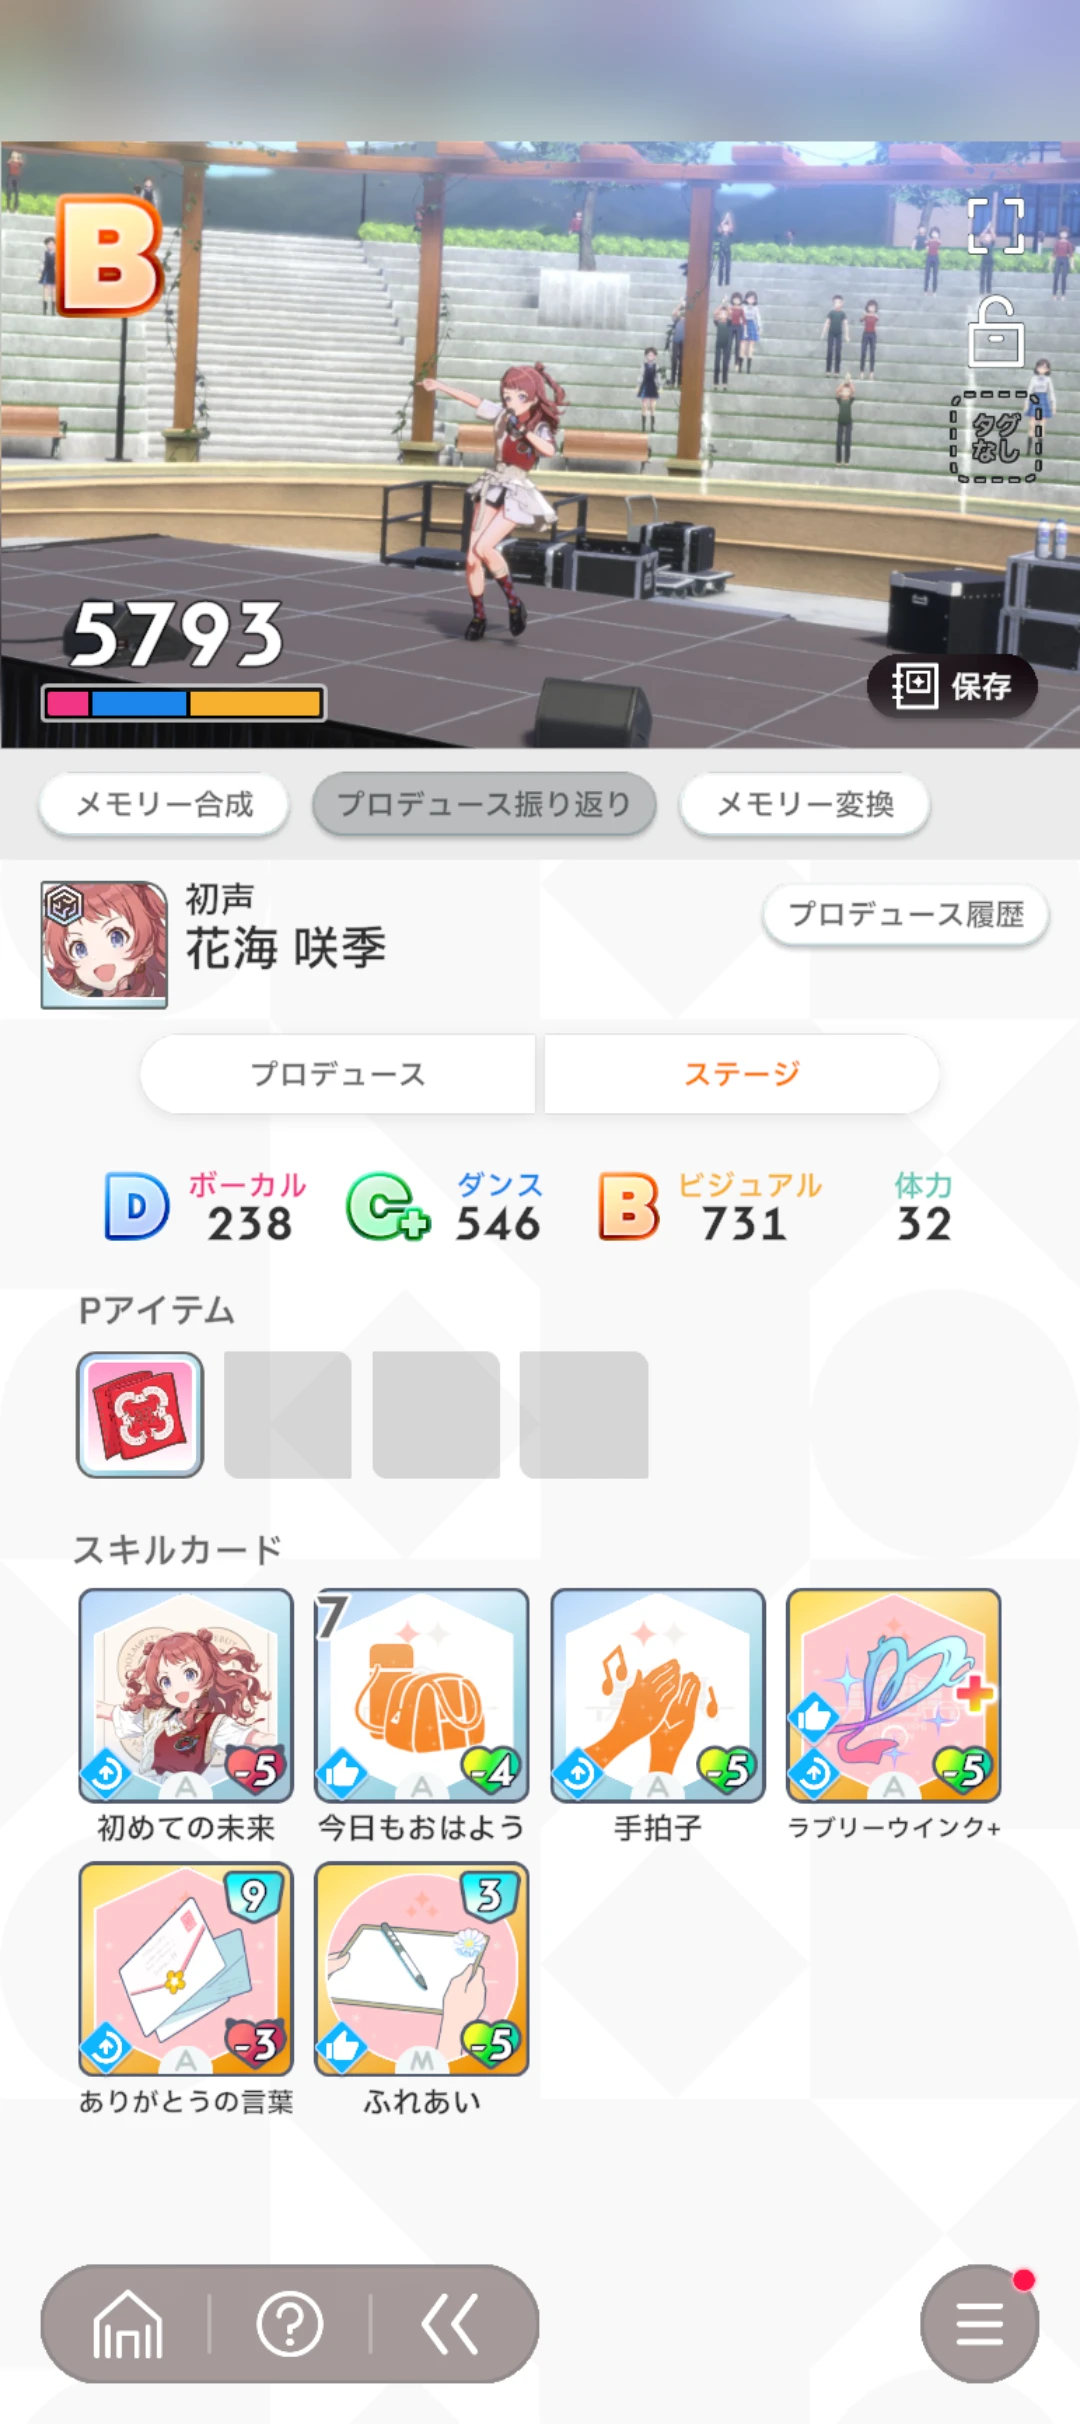 B
タグ
なし
5793
保存
メモリー合成
プロデュース振り返り
メモリー変換
初声
花海 咲季
プロデュース履歴
プロデュース
ステージ
D ボーカル 238
C+ ダンス 546
B ビジュアル 731
体力 32
Pアイテム
スキルカード
A -5
初めての未来
7 A -4
今日もおはよう
A -5
手拍子
+ A -5
ラブリーウインク+
9 A -3
ありがとうの言葉
3 M -5
ふれあい
?